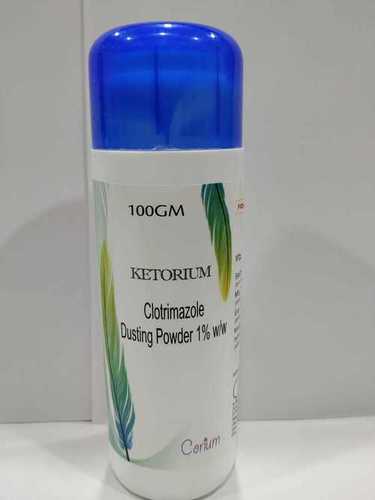 100GM
KETORIUM
Clotrimazole
Dusting Powder 1% w/w
Corium